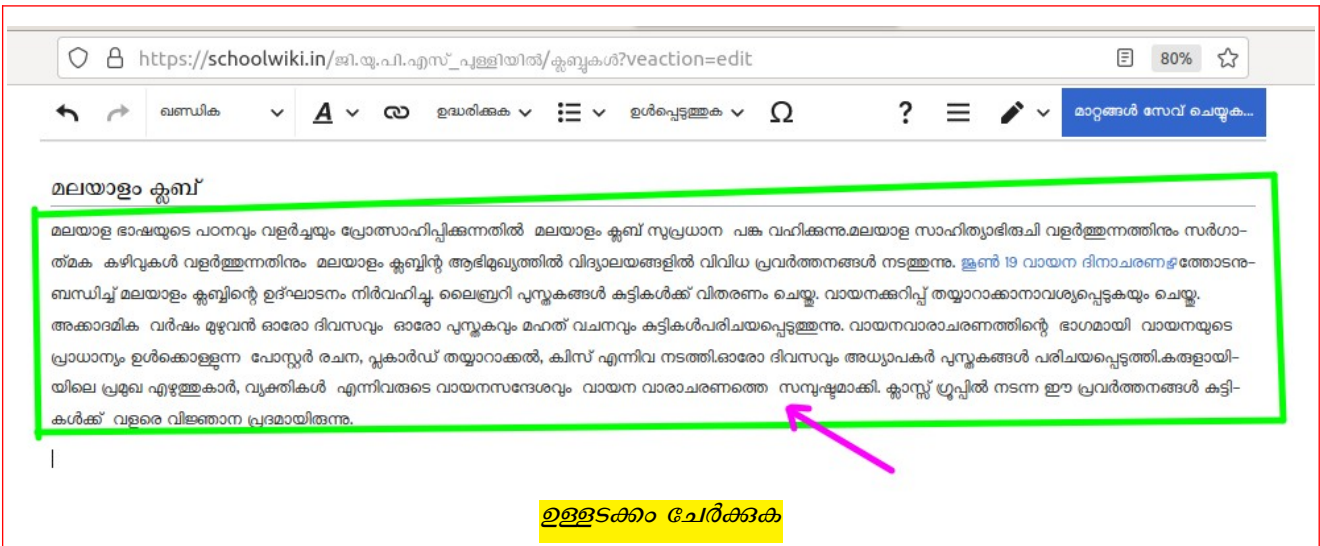 https://schoolwiki.in/ജി.യു.പി.എസ്_പുള്ളിയിൽ/ക്ലബ്ബുകൾ?veaction=edit 80%
ഖണ്ഡിക A ഉദ്ധരിക്കുക ഉൾപ്പെടുത്തുക Ω ? മാറ്റങ്ങൾ സേവ് ചെയ്യുക...
മലയാളം ക്ലബ്
മലയാള ഭാഷയുടെ പഠനവും വളർച്ചയും പ്രോത്സാഹിപ്പിക്കുന്നതിൽ മലയാളം ക്ലബ് സുപ്രധാന പങ്കു വഹിക്കുന്നു.മലയാള സാഹിത്യാഭിരുചി വളർത്തുന്നതിനും സർഗാ-
ത്മക കഴിവുകൾ വളർത്തുന്നതിനും മലയാളം ക്ലബ്ബിന്റ ആഭിമുഖ്യത്തിൽ വിദ്യാലയങ്ങളിൽ വിവിധ പ്രവർത്തനങ്ങൾ നടത്തുന്നു. ജൂൺ 19 വായന ദിനാചരണത്തോടനു-
ബന്ധിച്ച് മലയാളം ക്ലബ്ബിന്റെ ഉദ്ഘാടനം നിർവഹിച്ചു. ലൈബ്രറി പുസ്തകങ്ങൾ കുട്ടികൾക്ക് വിതരണം ചെയ്തു. വായനക്കുറിപ്പ് തയ്യാറാക്കാനാവശ്യപ്പെടുകയും ചെയ്തു.
അക്കാദമിക വർഷം മുഴുവൻ ഓരോ ദിവസവും ഓരോ പുസ്തകവും മഹത് വചനവും കുട്ടികൾപരിചയപ്പെടുത്തുന്നു. വായനവാരാചരണത്തിന്റെ ഭാഗമായി വായനയുടെ
പ്രാധാന്യം ഉൾക്കൊള്ളുന്ന പോസ്റ്റർ രചന, പ്ലകാർഡ് തയ്യാറാക്കൽ, ക്വിസ് എന്നിവ നടത്തി.ഓരോ ദിവസവും അധ്യാപകർ പുസ്തകങ്ങൾ പരിചയപ്പെടുത്തി.കരുളായി-
യിലെ പ്രമുഖ എഴുത്തുകാർ, വ്യക്തികൾ എന്നിവരുടെ വായനസന്ദേശവും വായന വാരാചരണത്തെ സമ്പുഷ്ടമാക്കി. ക്ലാസ്സ് ഗ്രൂപ്പിൽ നടന്ന ഈ പ്രവർത്തനങ്ങൾ കുട്ടി-
കൾക്ക് വളരെ വിജ്ഞാന പ്രദമായിരുന്നു.
ഉള്ളടക്കം ചേർക്കുക